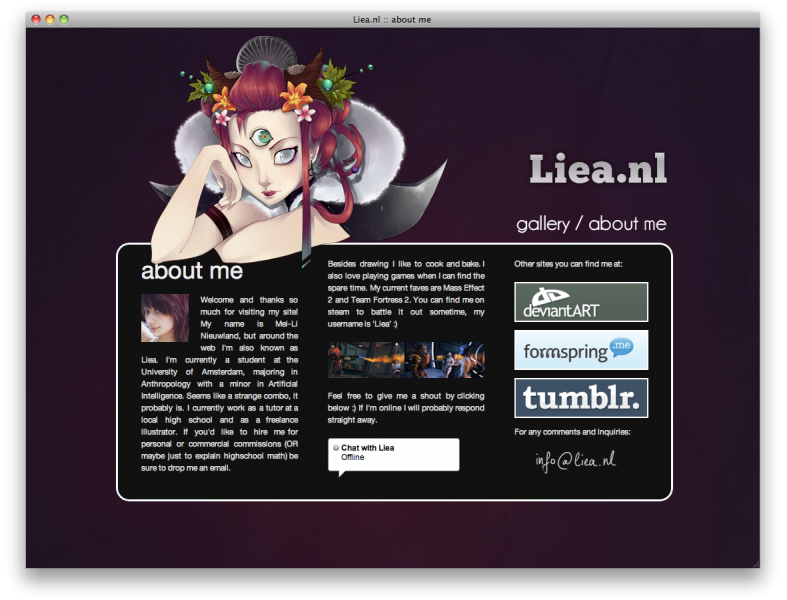 Liea.nl :: about me
Liea.nl
gallery / about me
about me
Welcome and thanks so
much for visiting my site!
My name is Mei-Li
Nieuwland, but around the
web I'm also known as
Liea. I'm currently a student at the
University of Amsterdam, majoring in
Anthropology with a minor in Artificial
Intelligence. Seems like a strange combo, it
probably is. I currently work as a tutor at a
local high school and as a freelance
illustrator. If you'd like to hire me for
personal or commercial commissions (OR
maybe just to explain highschool math) be
sure to drop me an email.
Besides drawing I like to cook and bake. I
also love playing games when I can find the
spare time. My current faves are Mass Effect
2 and Team Fortress 2. You can find me on
steam to battle it out sometime, my
username is 'Liea' :)
Feel free to give me a shout by clicking
below :) If I'm online I will probably respond
straight away.
Chat with Liea
Offline
Other sites you can find me at:
deviantART
formspring.me
tumblr.
For any comments and inquiries:
info@liea.nl